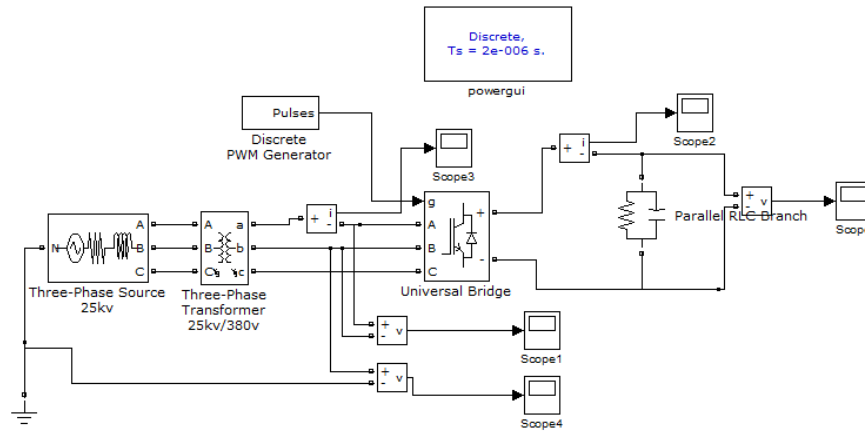 Discrete,
Ts = 2e-006 s.
powergui
Pulses
Discrete
PWM Generator
Scope3
i
+
-
Scope2
i
+
-
g
A
B
C
+
-
Universal Bridge
Parallel RLC Branch
+
-
v
Scope
N
A
B
C
Three-Phase Source
25kv
A
B
C
a
b
c
Three-Phase
Transformer
25kv/380v
i
+
-
+
-
v
Scope1
+
-
v
Scope4